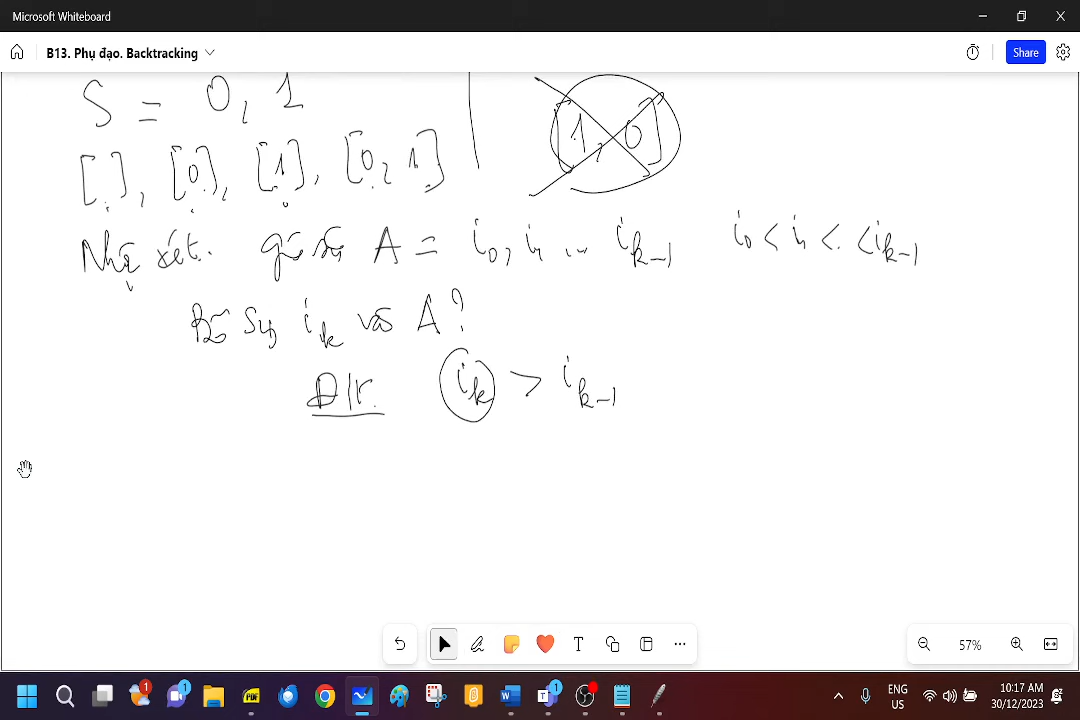 Microsoft Whiteboard
B13. Phụ đạo. Backtracking
Share
S = 0, 1
[1, 0]
[ ], [0], [1], [0, 1]
Nhận xét. giả sử A = i0, i1 ... ik-1 i0 < i1 < . < ik-1
Bổ sung ik vào A?
Đ/K. ik > ik-1
57%
ENG
US
10:17 AM
30/12/2023